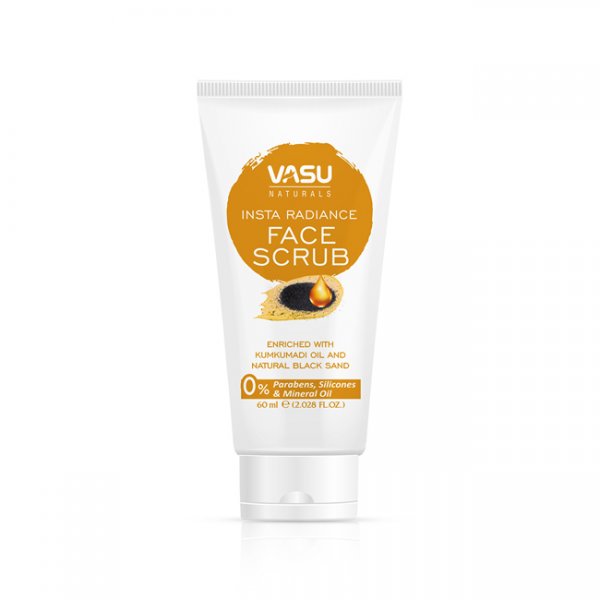 VASU
NATURALS
INSTA RADIANCE
FACE
SCRUB
ENRICHED WITH
KUMKUMADI OIL AND
NATURAL BLACK SAND
0% Parabens, Silicones
& Mineral Oil
60 ml ℮ (2.028 FL.OZ.)